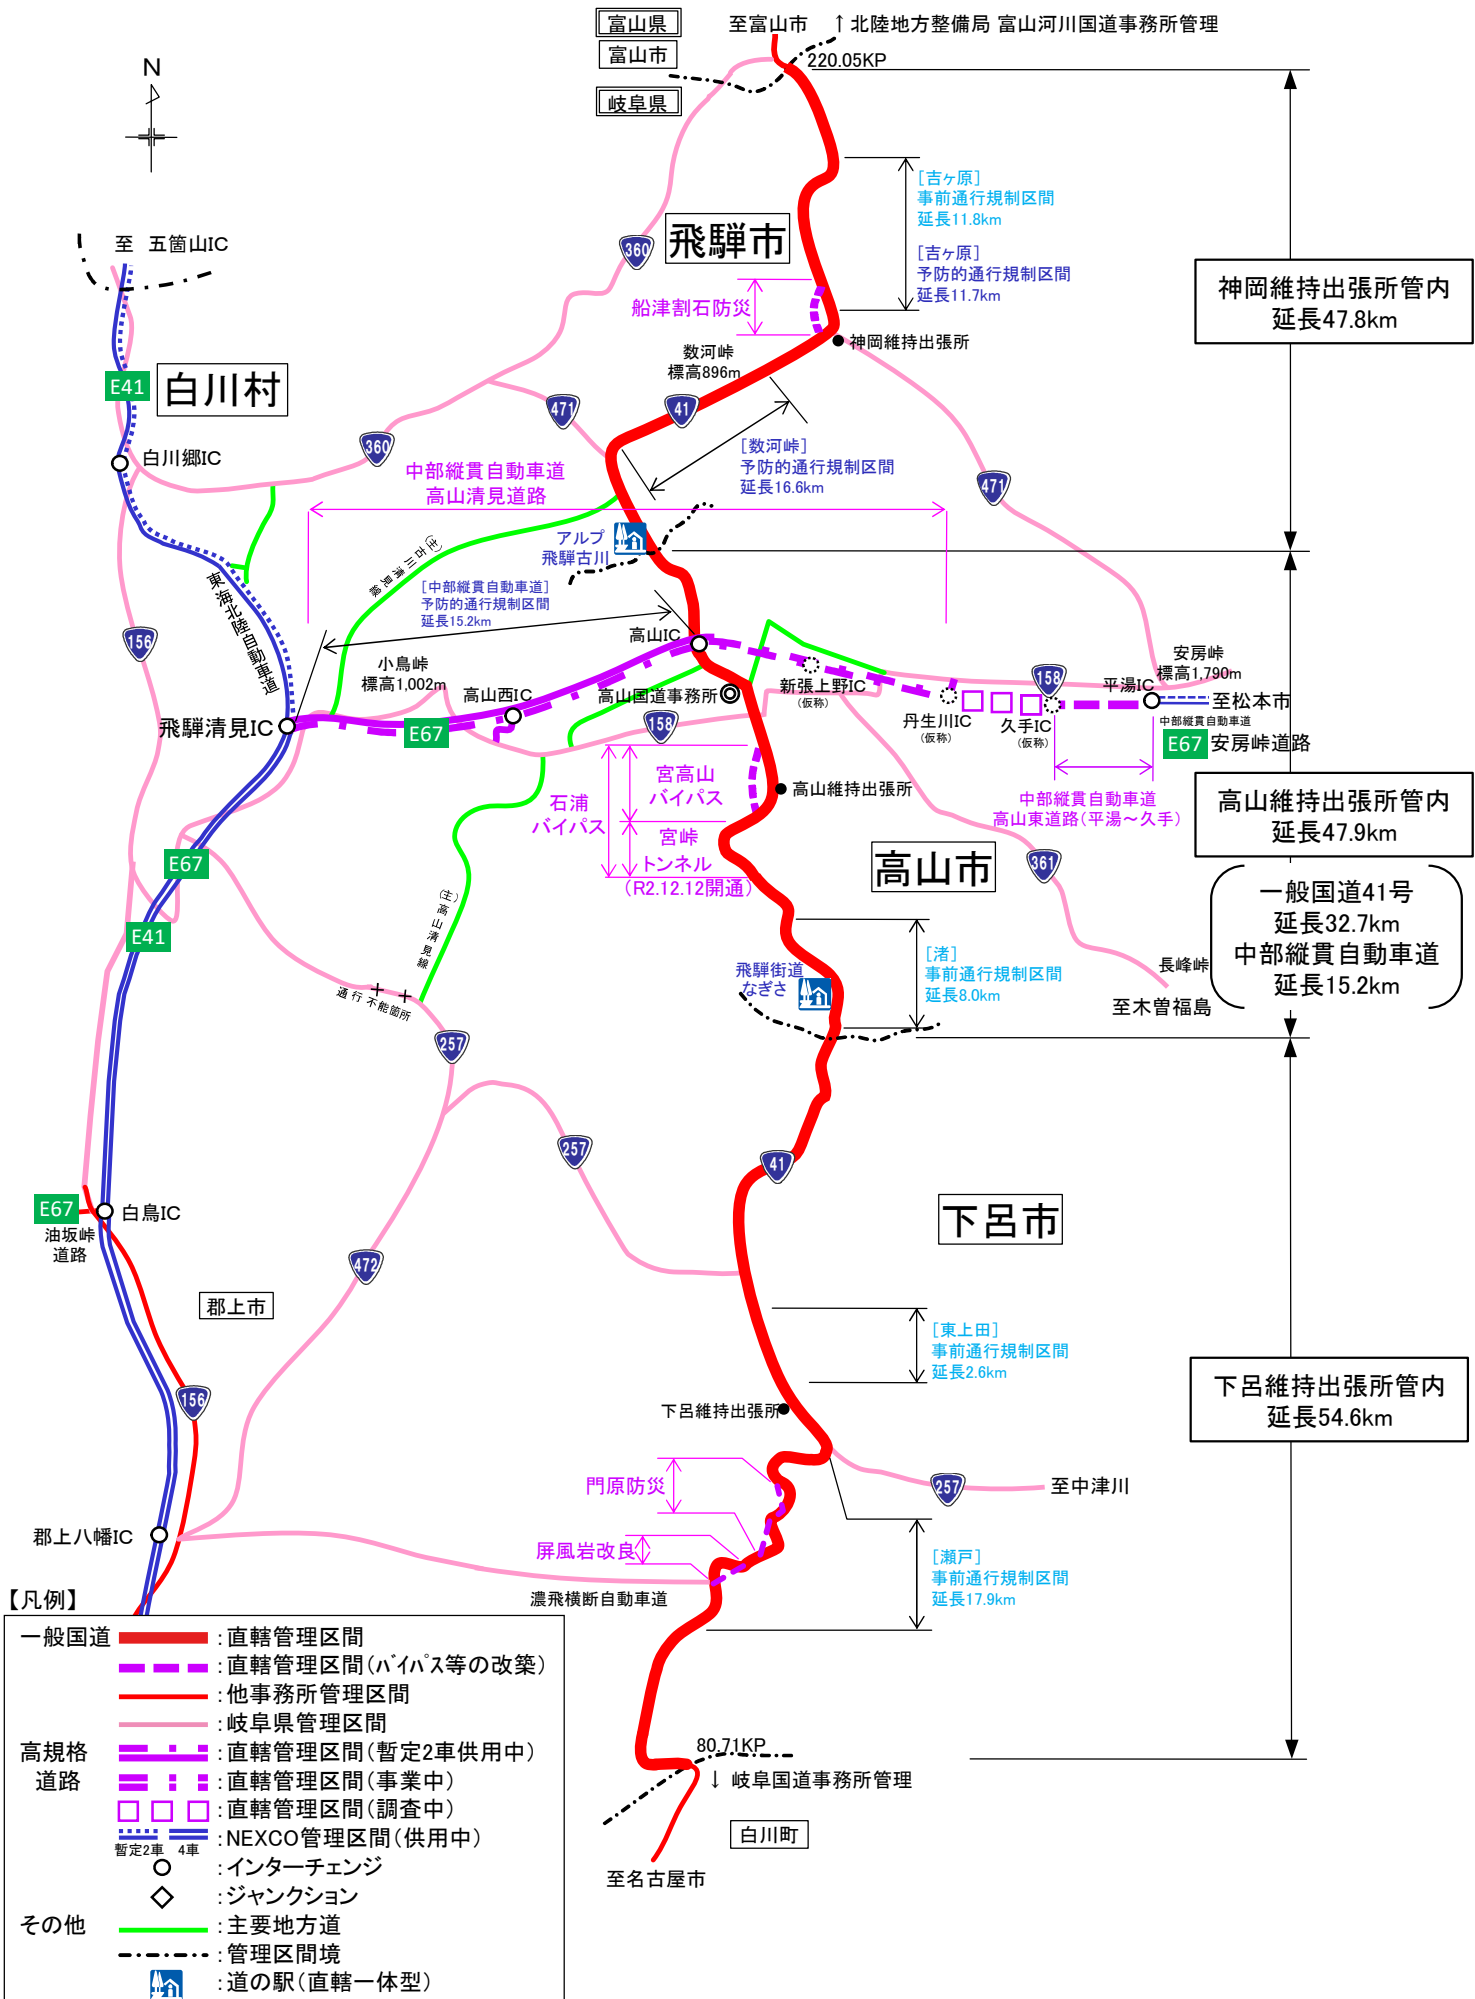 富山県
富山市
岐阜県
至富山市
↑北陸地方整備局 富山河川国道事務所管理
220.05KP
N
至 五箇山IC
[吉ヶ原]
事前通行規制区間
延長11.8km
[吉ヶ原]
予防的通行規制区間
延長11.7km
飛騨市
360
船津割石防災
神岡維持出張所
神岡維持出張所管内
延長47.8km
数河峠
標高896m
E41
白川村
471
41
白川郷IC
360
[数河峠]
予防的通行規制区間
延長16.6km
中部縦貫自動車道
高山清見道路
471
アルプ
飛騨古川
(主)古川清見線
[中部縦貫自動車道]
予防的通行規制区間
延長15.2km
東海北陸自動車道
156
高山IC
小鳥峠
標高1,002m
高山西IC
高山国道事務所
新張上野IC
(仮称)
安房峠
標高1,790m
158
平湯IC
至松本市
丹生川IC
(仮称)
久手IC
(仮称)
中部縦貫自動車道
E67 安房峠道路
飛騨清見IC
E67
158
宮高山
バイパス
石浦
バイパス
宮峠
トンネル
(R2.12.12開通)
高山維持出張所
中部縦貫自動車道
高山東道路(平湯～久手)
高山維持出張所管内
延長47.9km
一般国道41号
延長32.7km
中部縦貫自動車道
延長15.2km
E67
高山市
361
(主)高山清見線
E41
飛騨街道
なぎさ
[渚]
事前通行規制区間
延長8.0km
長峰峠
至木曽福島
通行不能箇所
257
257
41
E67
白鳥IC
油坂峠
道路
下呂市
472
郡上市
[東上田]
事前通行規制区間
延長2.6km
156
下呂維持出張所
下呂維持出張所管内
延長54.6km
門原防災
257
至中津川
郡上八幡IC
屏風岩改良
[瀬戸]
事前通行規制区間
延長17.9km
濃飛横断自動車道
80.71KP
↓ 岐阜国道事務所管理
白川町
至名古屋市
【凡例】
一般国道 :直轄管理区間
:直轄管理区間(バイパス等の改築)
:他事務所管理区間
:岐阜県管理区間
高規格
道路
:直轄管理区間(暫定2車供用中)
:直轄管理区間(事業中)
:直轄管理区間(調査中)
暫定2車 4車 :NEXCO管理区間(供用中)
:インターチェンジ
:ジャンクション
その他 :主要地方道
:管理区間境
:道の駅(直轄一体型)